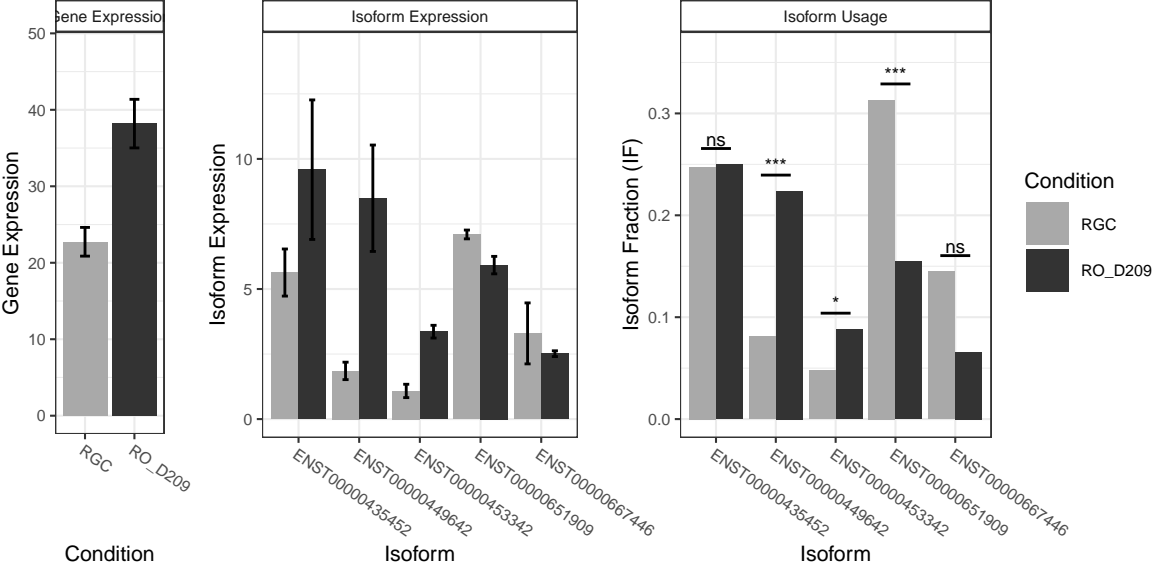 Gene Expression
Gene Expression
50
40
30
20
10
0
RGC
RO_D209
Condition
Isoform Expression
Isoform Expression
10
5
0
ENST00000435452
ENST00000449642
ENST00000453342
ENST00000651909
ENST00000667446
Isoform
Isoform Usage
Isoform Fraction (IF)
0.3
0.2
0.1
0.0
ns
***
*
***
ns
ENST00000435452
ENST00000449642
ENST00000453342
ENST00000651909
ENST00000667446
Isoform
Condition
RGC
RO_D209